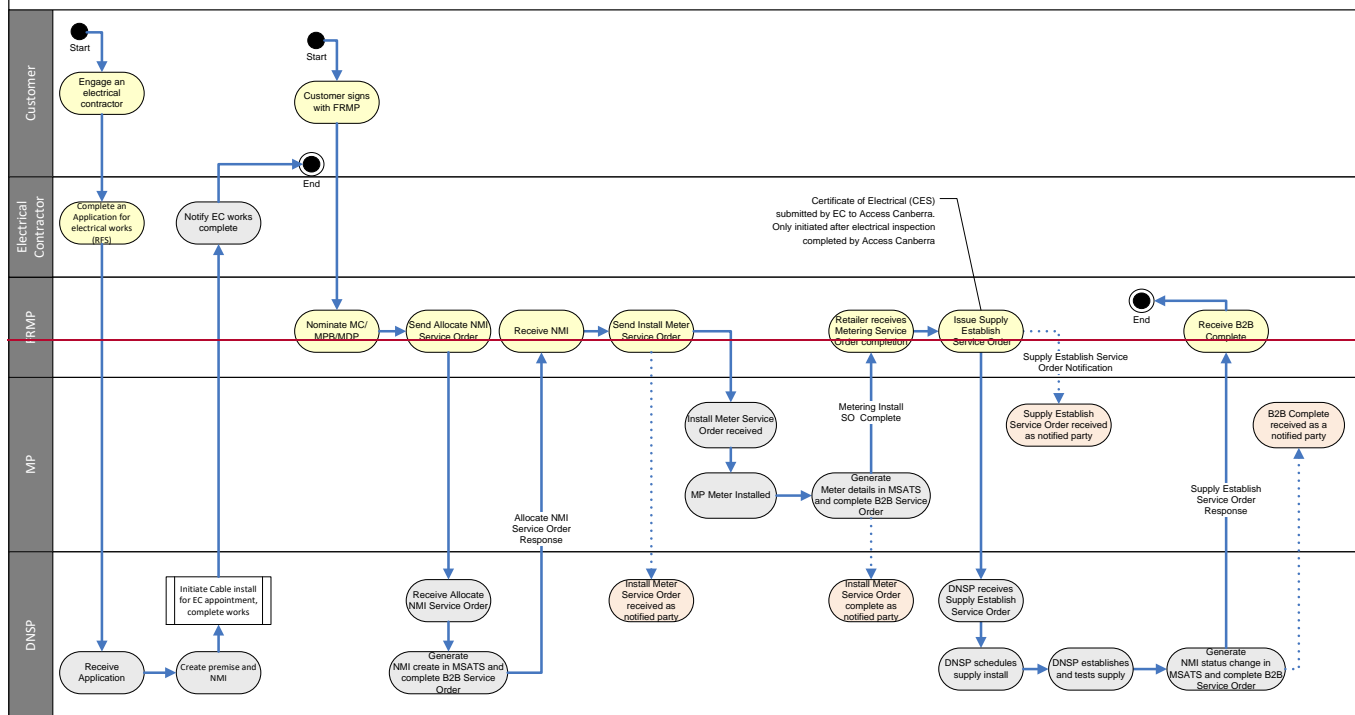 Customer
Start
Engage an
electrical
contractor
Start
Customer signs
with FRMP
End
Electrical
Contractor
Complete an
Application for
electrical works
(RFS)
Notify EC works
complete
Certificate of Electrical (CES)
submitted by EC to Access Canberra.
Only initiated after electrical inspection
completed by Access Canberra
FRMP
Nominate MC/
MPB/MDP
Send Allocate NMI
Service Order
Receive NMI
Send Install Meter
Service Order
Retailer receives
Metering Service
Order completion
Issue Supply
Establish
Service Order
End
Receive B2B
Complete
Supply Establish Service
Order Notification
MP
Install Meter Service
Order received
MP Meter Installed
Metering Install
SO Complete
Generate
Meter details in MSATS
and complete B2B Service
Order
Supply Establish
Service Order received
as notified party
B2B Complete
received as a
notified party
Allocate NMI
Service Order
Response
Supply Establish
Service Order
Response
DNSP
Initiate Cable install
for EC appointment,
complete works
Receive
Application
Create premise and
NMI
Receive Allocate
NMI Service Order
Generate
NMI create in MSATS and
complete B2B Service
Order
Install Meter
Service Order
received as
notified party
Install Meter
Service Order
complete as
notified party
DNSP receives
Supply Establish
Service Order
DNSP schedules
supply install
DNSP establishes
and tests supply
Generate
NMI status change in
MSATS and complete B2B
Service Order